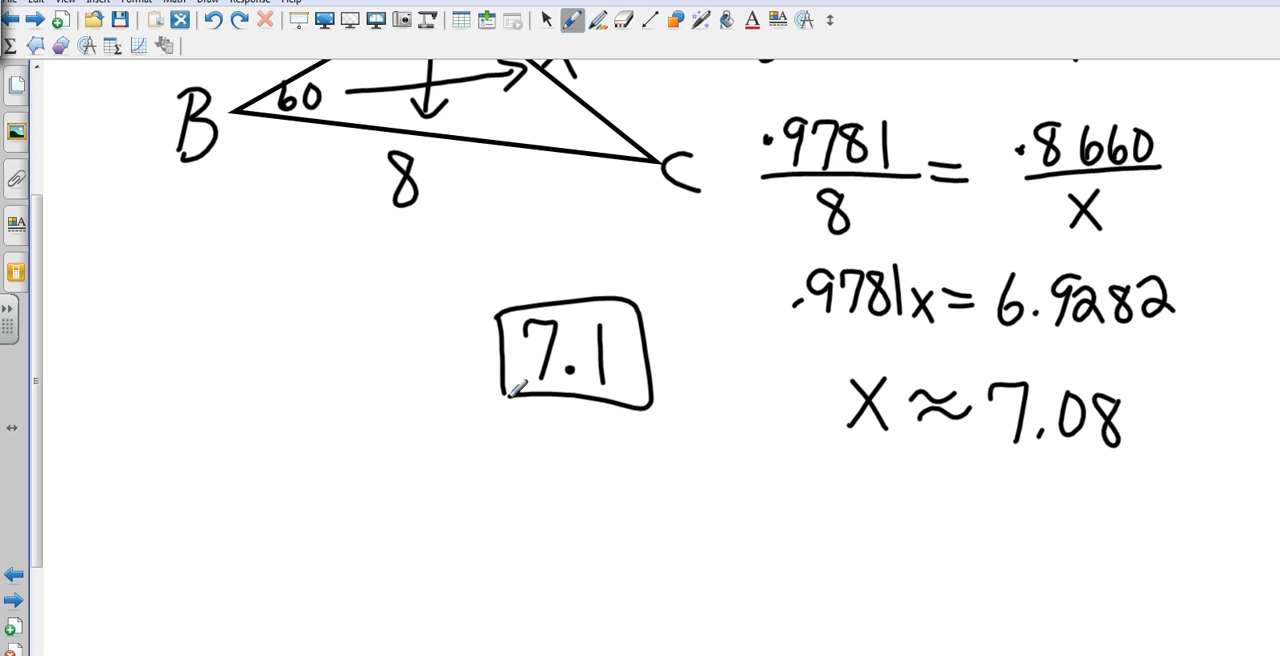 B 60
8
C
.9781 / 8 = .8660 / X
.9781x = 6.9282
7.1
X ≈ 7.08